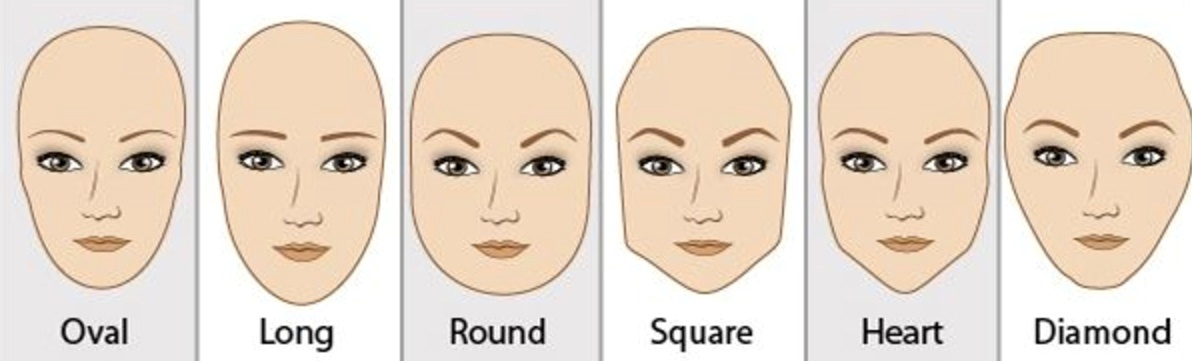 Oval
Long
Round
Square
Heart
Diamond